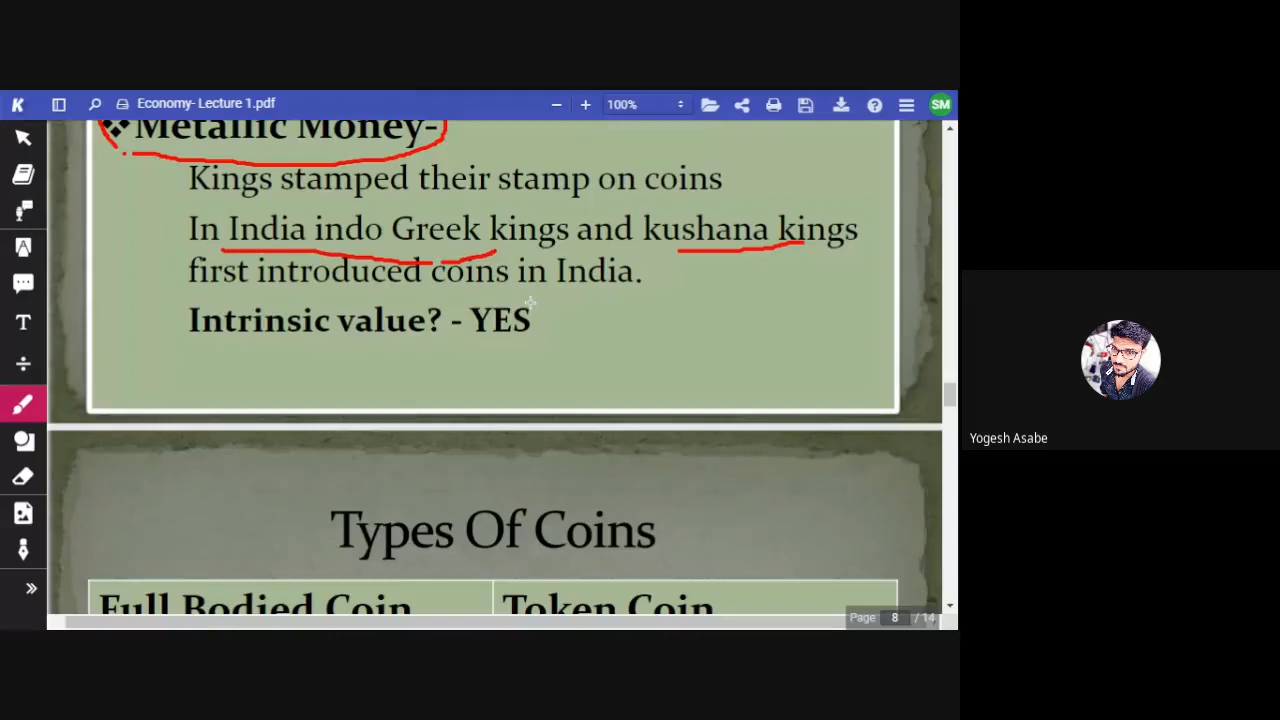 K
Economy- Lecture 1.pdf
100%
SM
❖Metallic Money-
Kings stamped their stamp on coins
In India indo Greek kings and kushana kings
first introduced coins in India.
Intrinsic value? - YES
Types Of Coins
Full Bodied Coin Token Coin
Page 8 / 14
Yogesh Asabe